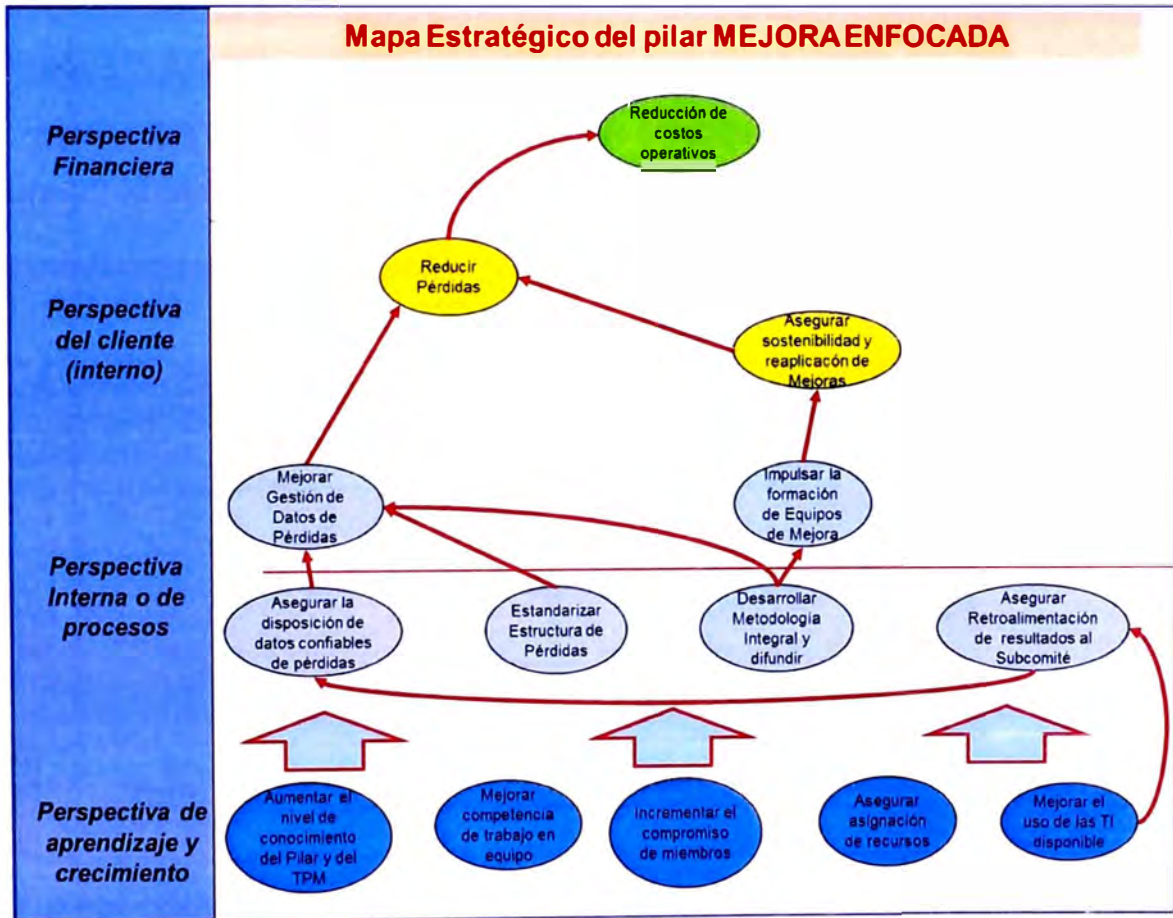 Mapa Estratégico del pilar MEJORA ENFOCADA
Perspectiva
Financiera
Reducción de
costos
operativos
Perspectiva
del cliente
(interno)
Reducir
Pérdidas
Asegurar
sostenibilidad y
reaplicacón de
Mejoras
Perspectiva
Interna o de
procesos
Mejorar
Gestión de
Datos de
Pérdidas
Impulsar la
formación
de Equipos
de Mejora
Asegurar la
disposición de
datos confiables
de pérdidas
Estandarizar
Estructura de
Pérdidas
Desarrollar
Metodología
Integral y
difundir
Asegurar
Retroalimentación
de resultados al
Subcomité
Perspectiva de
aprendizaje y
crecimiento
Aumentar el
nivel de
conocimiento
del Pilar y del
TPM
Mejorar
competencia
de trabajo en
equipo
Incrementar el
compromiso
de miembros
Asegurar
asignación
de recursos
Mejorar el
uso de las TI
disponible